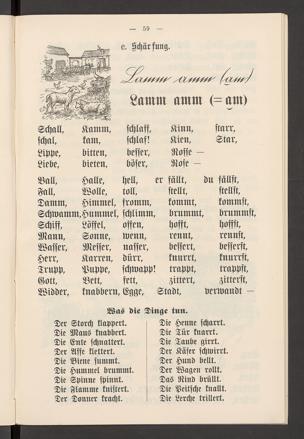 — 59 —
e. Schärfung.
Lamm amm (am)
Lamm amm (= am)
Schall, Kamm, schlaff, Kinn, starr,
schal, kam, schlaf! Kien, Star,
Lippe, bitten, besser, Rosse —
Liebe, bieten, böser, Rose —
Ball, Halle, hell, er fällt, du fällst,
Fall, Wolle, voll, stellt, stellst,
Damm, Himmel, fromm, kommt, kommst,
Schwamm, Hummel, schlimm, brummt, brummst,
Schiff, Löffel, offen, hofft, hoffst,
Mann, Sonne, wenn, rennt, rennst,
Wasser, Messer, nasser, bessert, besserst,
Herr, Karren, dürr, knurrt, knurrst,
Trupp, Puppe, schwapp! trappt, trappst,
Gott, Bett, fett, zittert, zitterst,
Widder, knabbern, Egge, Stadt, verwandt —
Was die Dinge tun.
Der Storch klappert.
Die Maus knabbert.
Die Ente schnattert.
Der Affe klettert.
Die Biene summt.
Die Hummel brummt.
Die Spinne spinnt.
Die Flamme knistert.
Der Donner kracht.
Die Henne scharrt.
Die Tür knarrt.
Die Taube girrt.
Der Käfer schwirrt.
Der Hund bellt.
Der Wagen rollt.
Das Rind brüllt.
Die Peitsche knallt.
Die Lerche trillert.